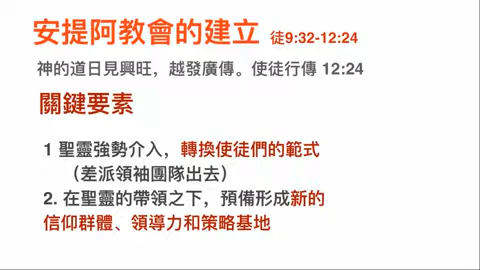 安提阿教會的建立 徒9:32-12:24
神的道日見興旺，越發廣傳。使徒行傳 12:24
關鍵要素
1 聖靈強勢介入，轉換使徒們的範式
（差派領袖團隊出去）
2. 在聖靈的帶領之下，預備形成新的
信仰群體、領導力和策略基地